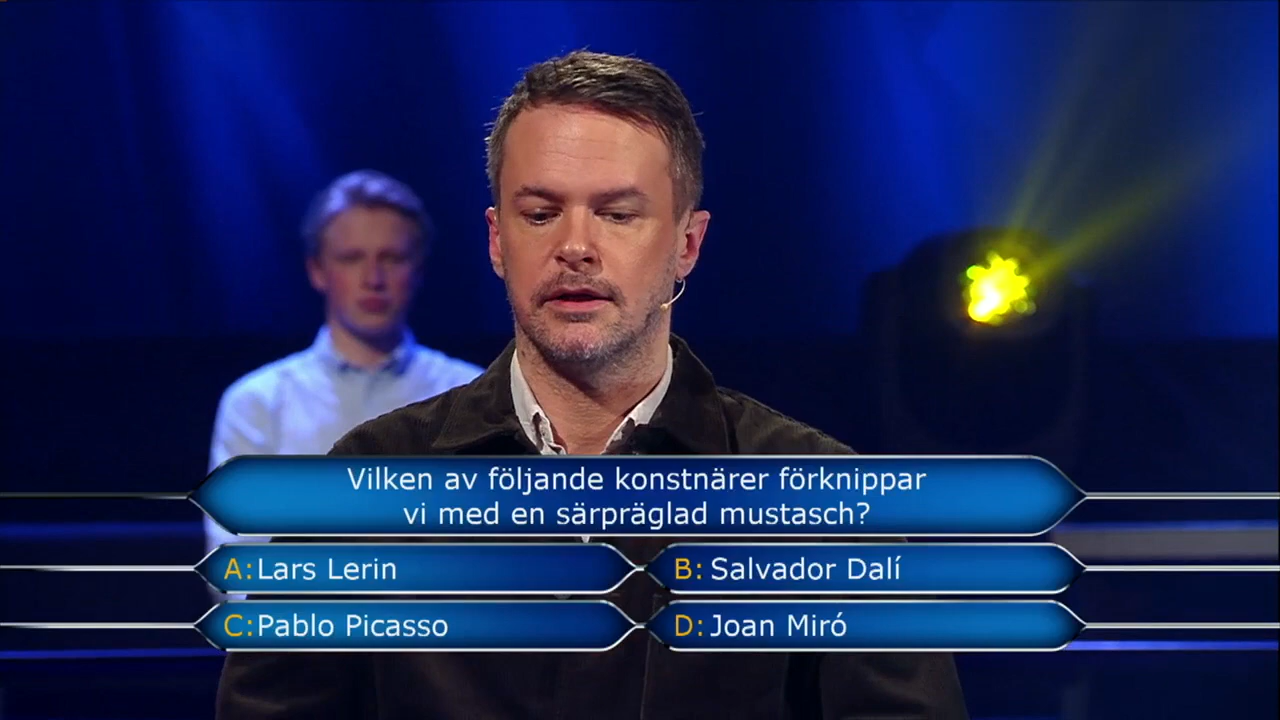 Vilken av följande konstnärer förknippar
vi med en särpräglad mustasch?
A: Lars Lerin
B: Salvador Dalí
C: Pablo Picasso
D: Joan Miró